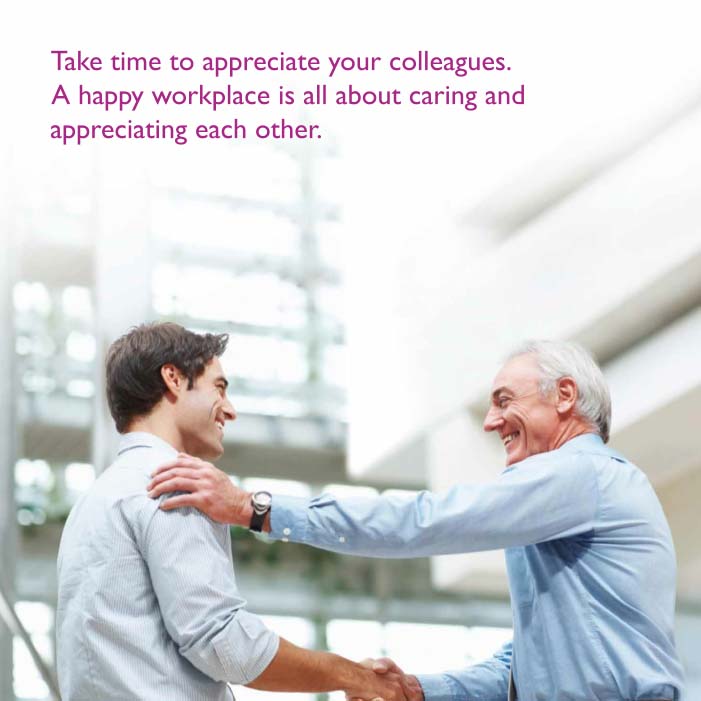 Take time to appreciate your colleagues.
A happy workplace is all about caring and
appreciating each other.